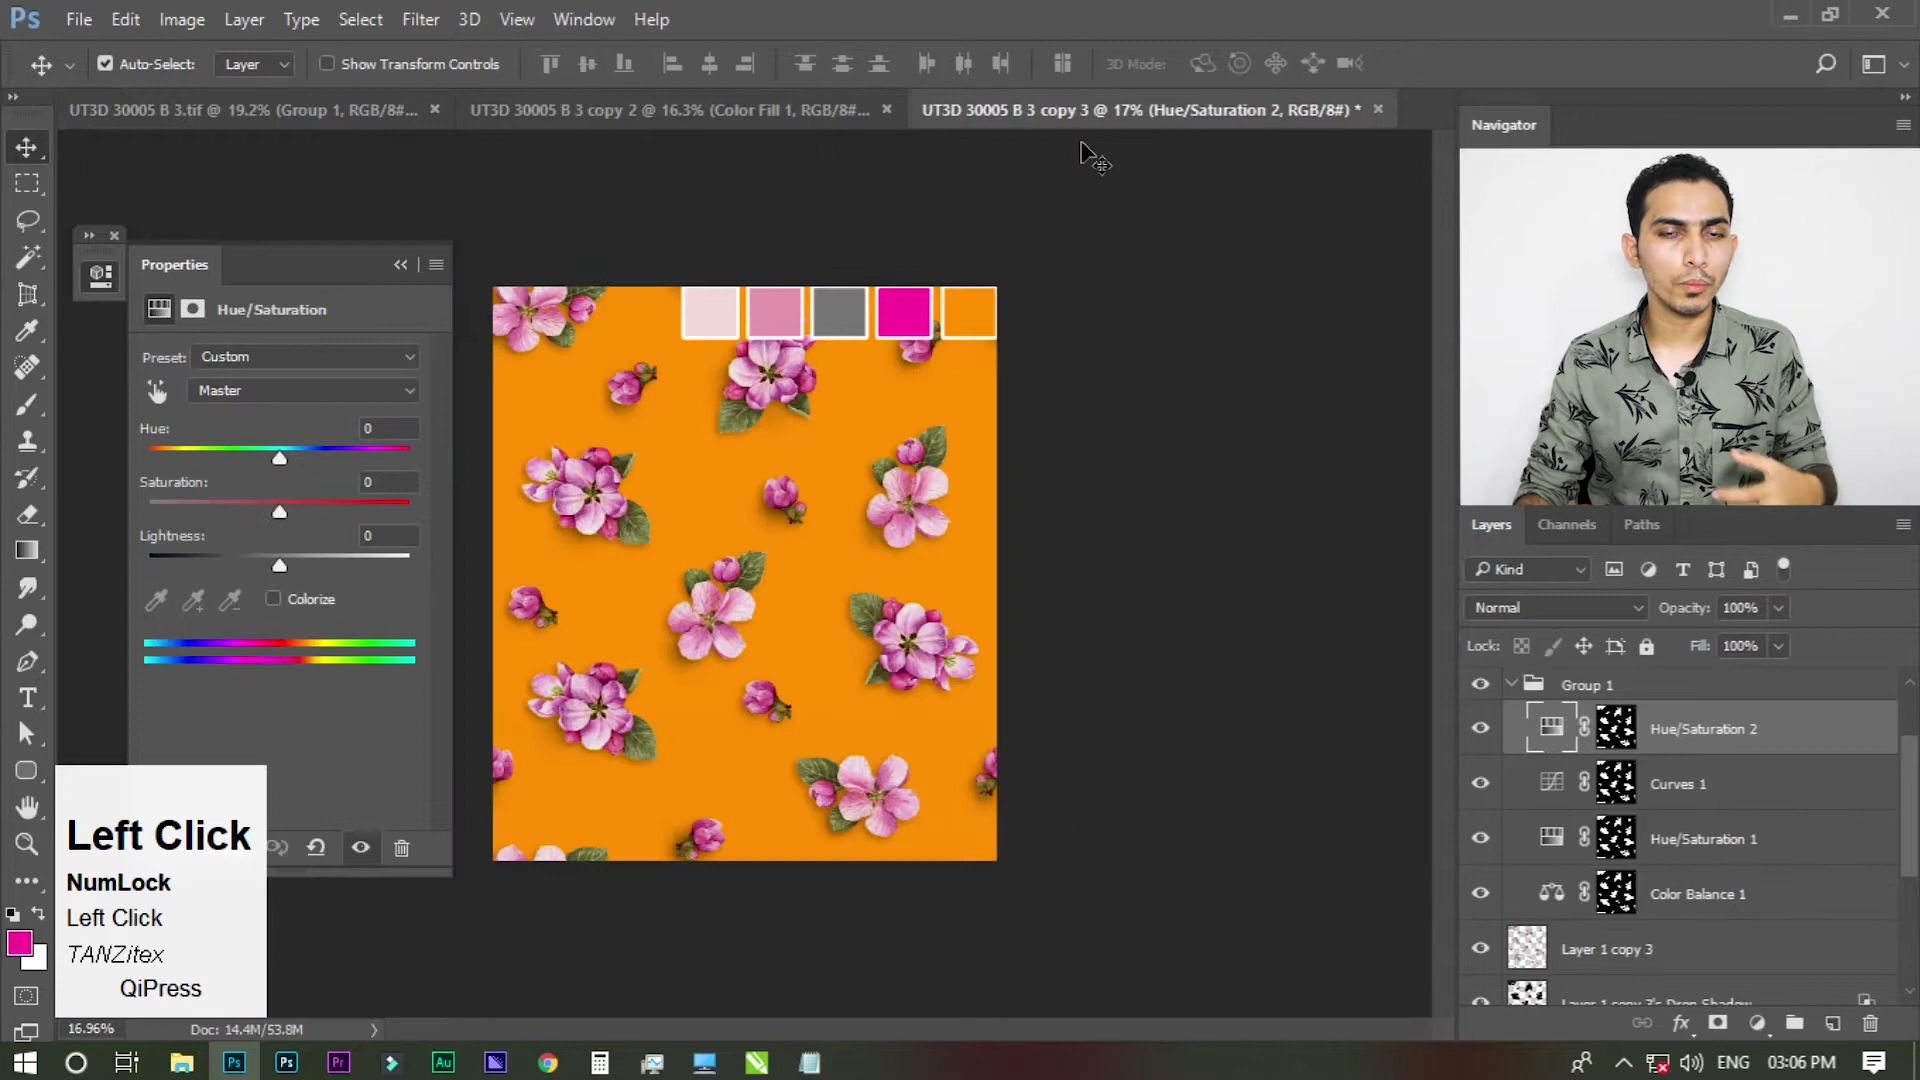 Ps File Edit Image Layer Type Select Filter 3D View Window Help
Auto-Select: Layer Show Transform Controls 3D Mode:
UT3D 30005 B 3.tif @ 19.2% (Group 1, RGB/8#...
UT3D 30005 B 3 copy 2 @ 16.3% (Color Fill 1, RGB/8#...
UT3D 30005 B 3 copy 3 @ 17% (Hue/Saturation 2, RGB/8#) *
Navigator
Properties
Hue/Saturation
Preset: Custom
Master
Hue: 0
Saturation: 0
Lightness: 0
Colorize
Left Click
NumLock
Left Click
TANZitex
QiPress
16.96% Doc: 14.4M/53.8M
Layers Channels Paths
Kind
Normal Opacity: 100%
Lock: Fill: 100%
Group 1
Hue/Saturation 2
Curves 1
Hue/Saturation 1
Color Balance 1
Layer 1 copy 3
Layer 1 copy 3's Drop Shadow
fx
Ps Ps Pr Au ENG 03:06 PM